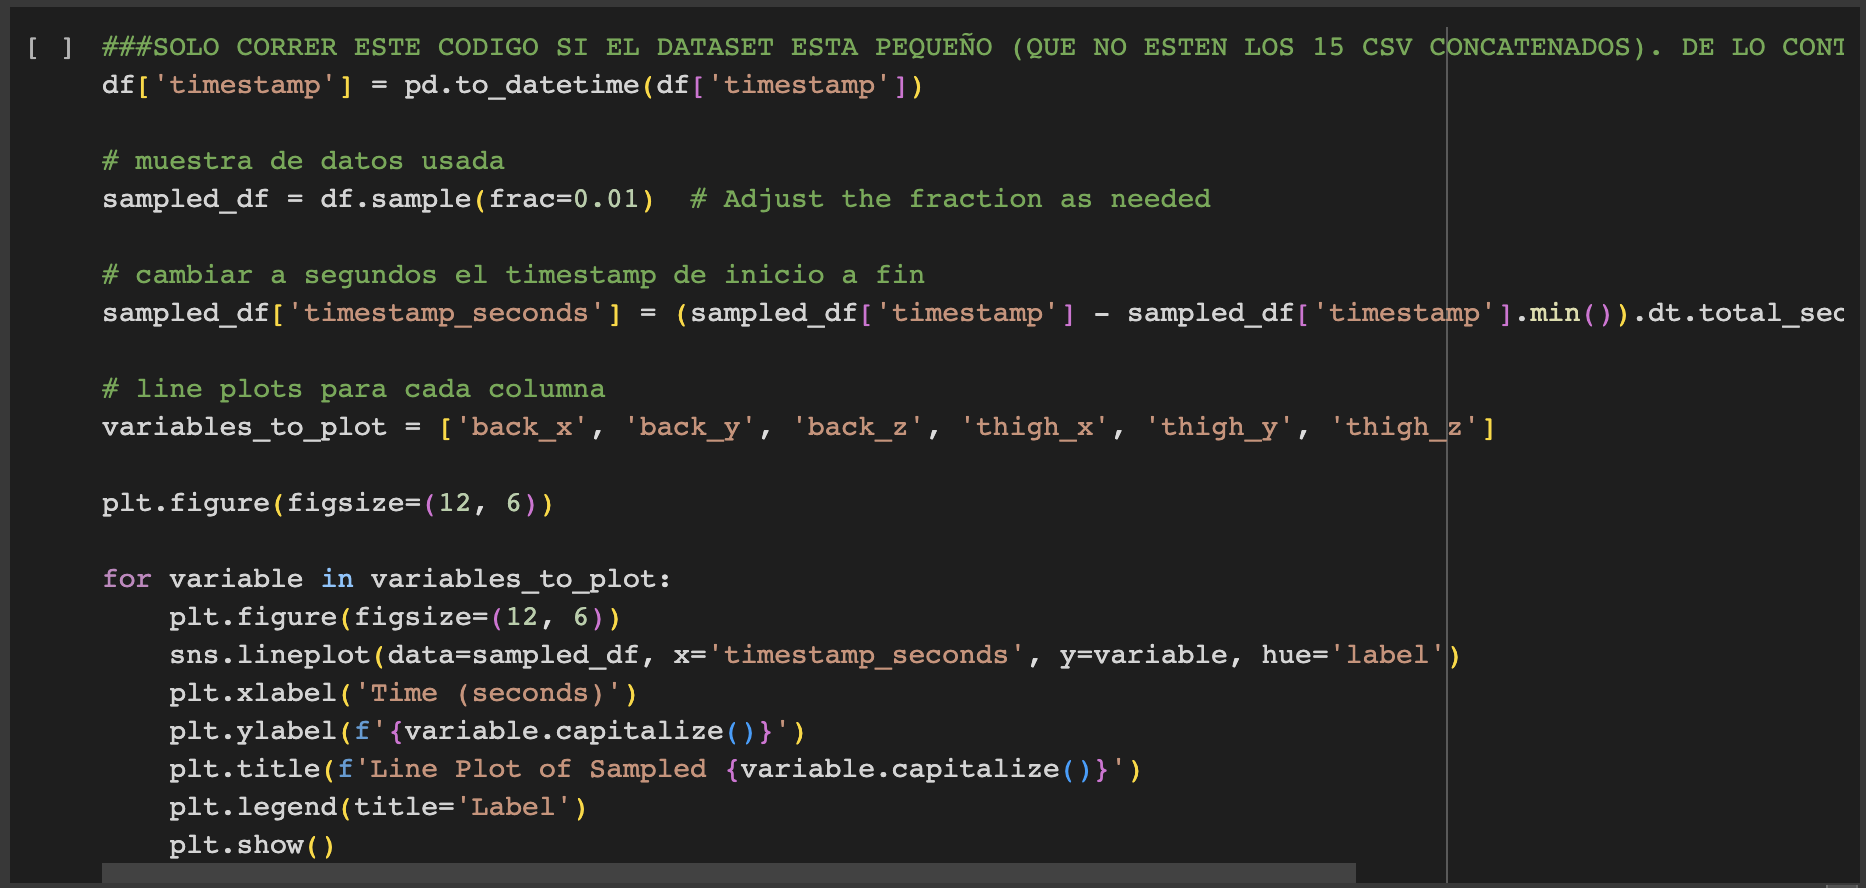 [ ] ###SOLO CORRER ESTE CODIGO SI EL DATASET ESTA PEQUEÑO (QUE NO ESTEN LOS 15 CSV CONCATENADOS). DE LO CONT
df['timestamp'] = pd.to_datetime(df['timestamp'])
# muestra de datos usada
sampled_df = df.sample(frac=0.01)  # Adjust the fraction as needed
# cambiar a segundos el timestamp de inicio a fin
sampled_df['timestamp_seconds'] = (sampled_df['timestamp'] - sampled_df['timestamp'].min()).dt.total_sec
# line plots para cada columna
variables_to_plot = ['back_x', 'back_y', 'back_z', 'thigh_x', 'thigh_y', 'thigh_z']
plt.figure(figsize=(12, 6))
for variable in variables_to_plot:
    plt.figure(figsize=(12, 6))
    sns.lineplot(data=sampled_df, x='timestamp_seconds', y=variable, hue='label')
    plt.xlabel('Time (seconds)')
    plt.ylabel(f'{variable.capitalize()}')
    plt.title(f'Line Plot of Sampled {variable.capitalize()}')
    plt.legend(title='Label')
    plt.show()